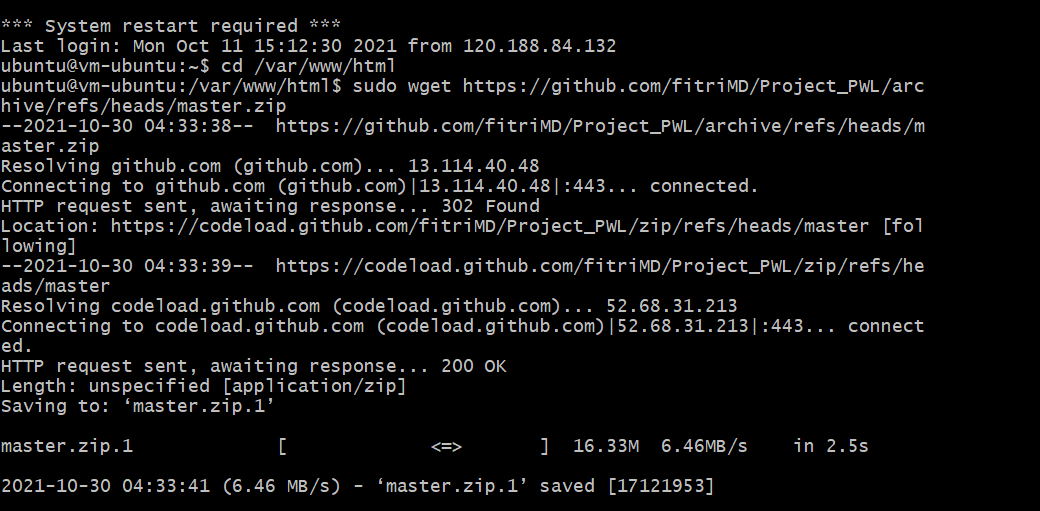 *** System restart required ***
Last login: Mon Oct 11 15:12:30 2021 from 120.188.84.132
ubuntu@vm-ubuntu:~$ cd /var/www/html
ubuntu@vm-ubuntu:/var/www/html$ sudo wget https://github.com/fitriMD/Project_PWL/arc
hive/refs/heads/master.zip
--2021-10-30 04:33:38--  https://github.com/fitriMD/Project_PWL/archive/refs/heads/m
aster.zip
Resolving github.com (github.com)... 13.114.40.48
Connecting to github.com (github.com)|13.114.40.48|:443... connected.
HTTP request sent, awaiting response... 302 Found
Location: https://codeload.github.com/fitriMD/Project_PWL/zip/refs/heads/master [fol
lowing]
--2021-10-30 04:33:39--  https://codeload.github.com/fitriMD/Project_PWL/zip/refs/he
ads/master
Resolving codeload.github.com (codeload.github.com)... 52.68.31.213
Connecting to codeload.github.com (codeload.github.com)|52.68.31.213|:443... connect
ed.
HTTP request sent, awaiting response... 200 OK
Length: unspecified [application/zip]
Saving to: ‘master.zip.1’
master.zip.1             [             <=>       ]  16.33M  6.46MB/s    in 2.5s
2021-10-30 04:33:41 (6.46 MB/s) - ‘master.zip.1’ saved [17121953]